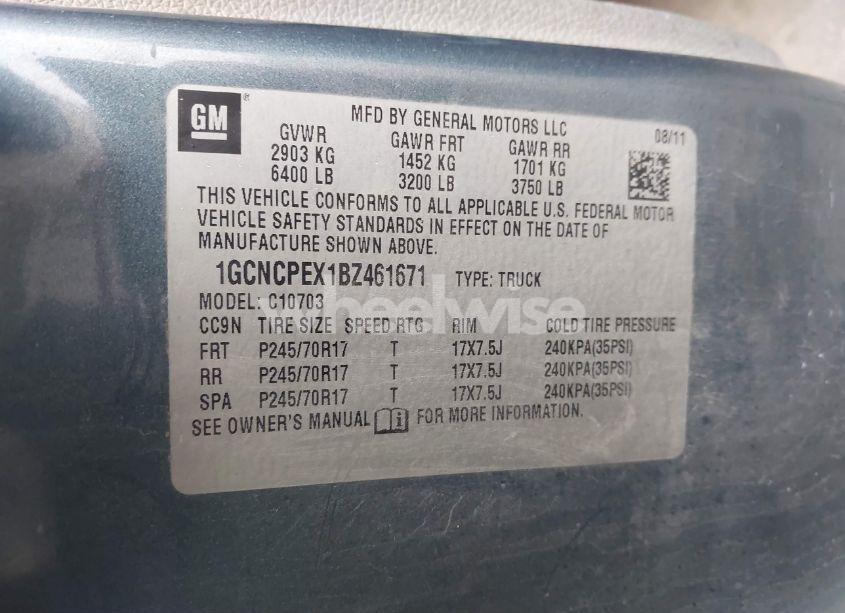 GM
MFD BY GENERAL MOTORS LLC
08/11
GVWR GAWR FRT GAWR RR
2903 KG 1452 KG 1701 KG
6400 LB 3200 LB 3750 LB
THIS VEHICLE CONFORMS TO ALL APPLICABLE U.S. FEDERAL MOTOR
VEHICLE SAFETY STANDARDS IN EFFECT ON THE DATE OF
MANUFACTURE SHOWN ABOVE.
1GCNCPEX1BZ461671 TYPE: TRUCK
MODEL: C10703
wheelwise
CC9N TIRE SIZE SPEED RTG RIM COLD TIRE PRESSURE
FRT P245/70R17 T 17X7.5J 240KPA(35PSI)
RR P245/70R17 T 17X7.5J 240KPA(35PSI)
SPA P245/70R17 T 17X7.5J 240KPA(35PSI)
SEE OWNER'S MANUAL i FOR MORE INFORMATION.